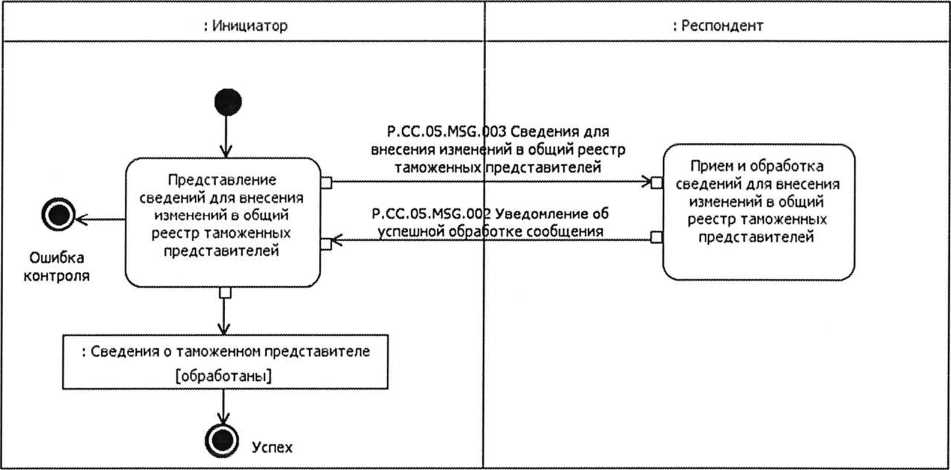 : Инициатор
: Респондент
P.CC.05.MSG.003 Сведения для
внесения изменений в общий реестр
таможенных представителей
Представление
сведений для внесения
изменений в общий
реестр таможенных
представителей
Прием и обработка
сведений для внесения
изменений в общий
реестр таможенных
представителей
P.CC.05.MSG.002 Уведомление об
успешной обработке сообщения
Ошибка
контроля
: Сведения о таможенном представителе
[обработаны]
Успех